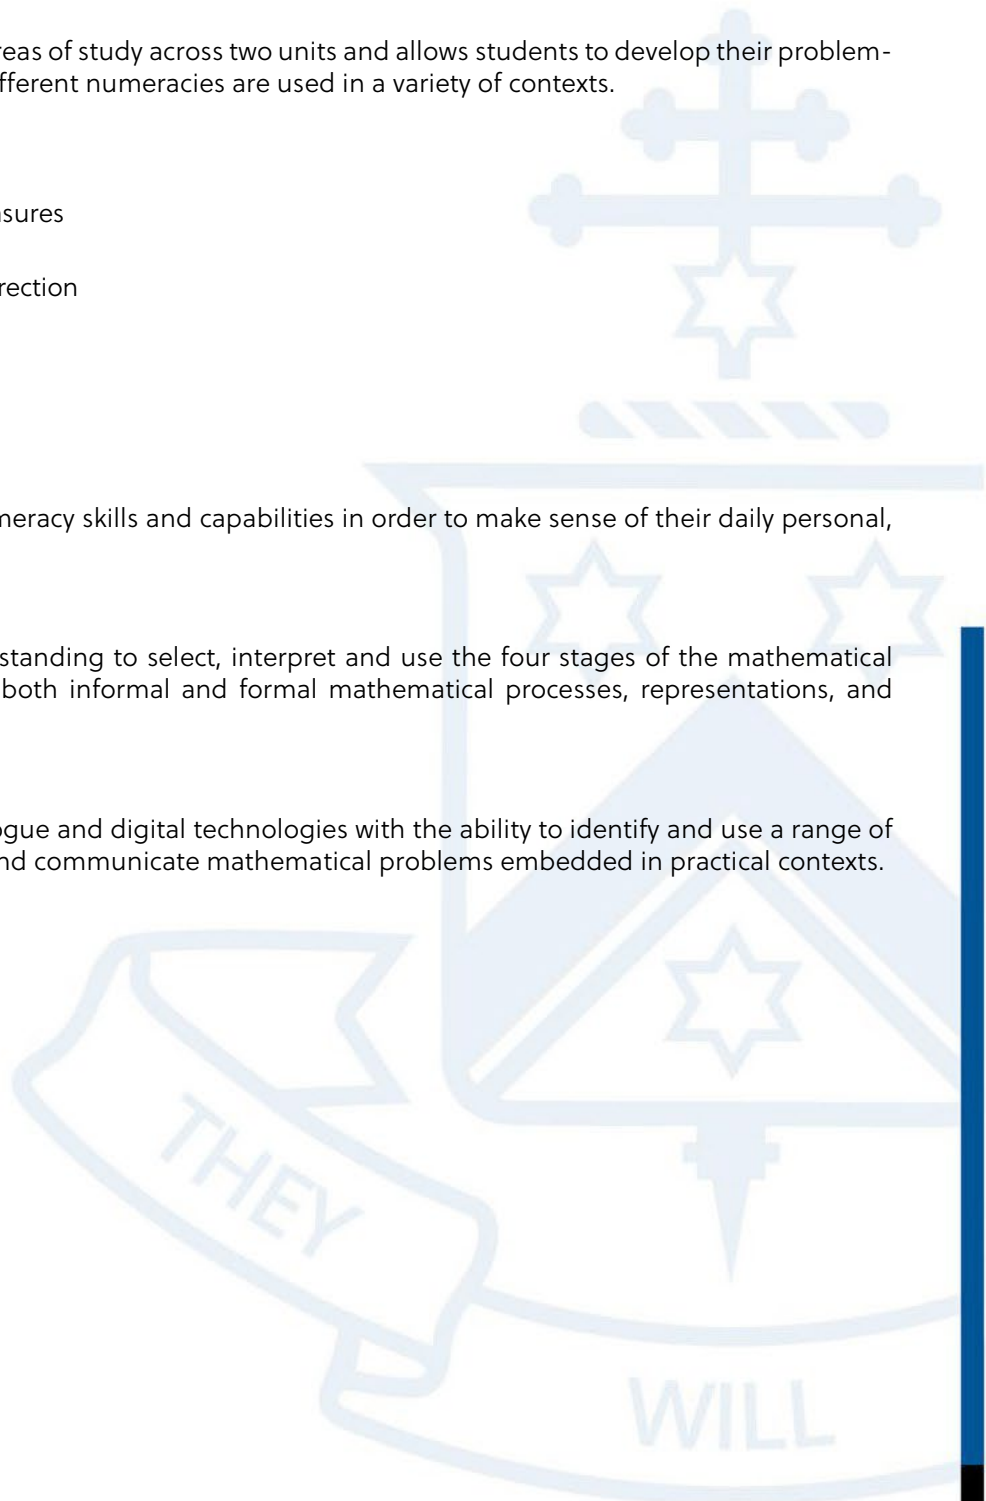 reas of study across two units and allows students to develop their problem-
fferent numeracies are used in a variety of contexts.
sures
rection
meracy skills and capabilities in order to make sense of their daily personal,
standing to select, interpret and use the four stages of the mathematical
both informal and formal mathematical processes, representations, and
ogue and digital technologies with the ability to identify and use a range of
nd communicate mathematical problems embedded in practical contexts.
THEY
WILL